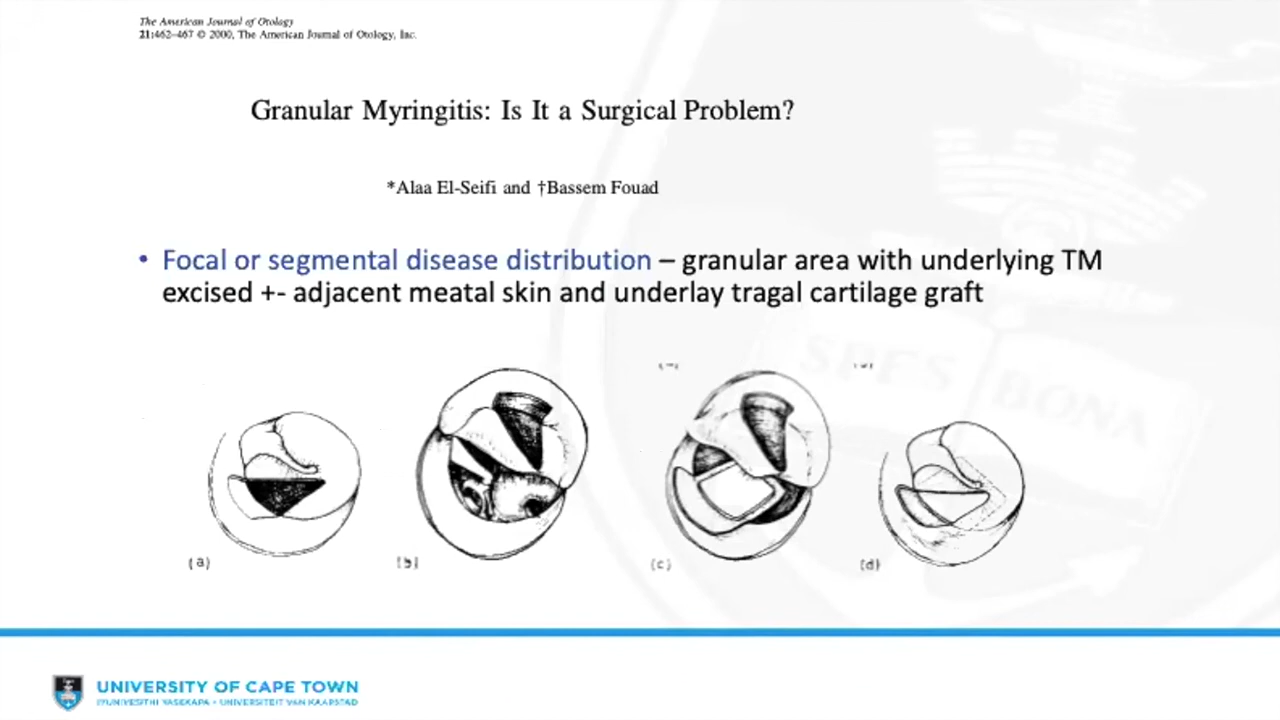 The American Journal of Otology
21:462–467 © 2000, The American Journal of Otology, Inc.
Granular Myringitis: Is It a Surgical Problem?
*Alaa El-Seifi and †Bassem Fouad
• Focal or segmental disease distribution – granular area with underlying TM
excised +- adjacent meatal skin and underlay tragal cartilage graft
SPES BONA
(a) (b) (c) (d)
UNIVERSITY OF CAPE TOWN
IYUNIVESITHI YASEKAPA • UNIVERSITEIT VAN KAAPSTAD